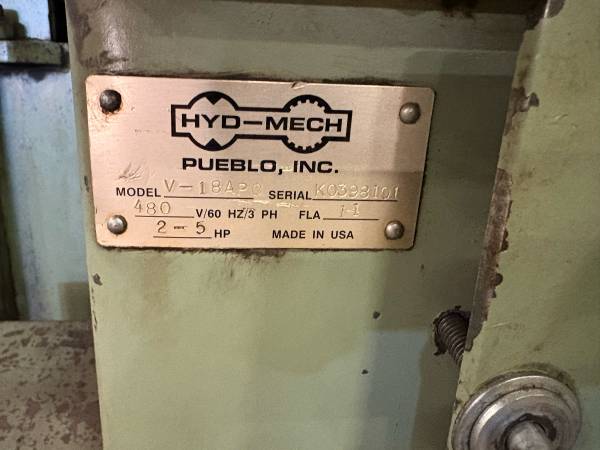 HYD-MECH
PUEBLO, INC.
MODEL V-18APC SERIAL K0398101
480 V/60 HZ/3 PH FLA 11
2-5 HP MADE IN USA